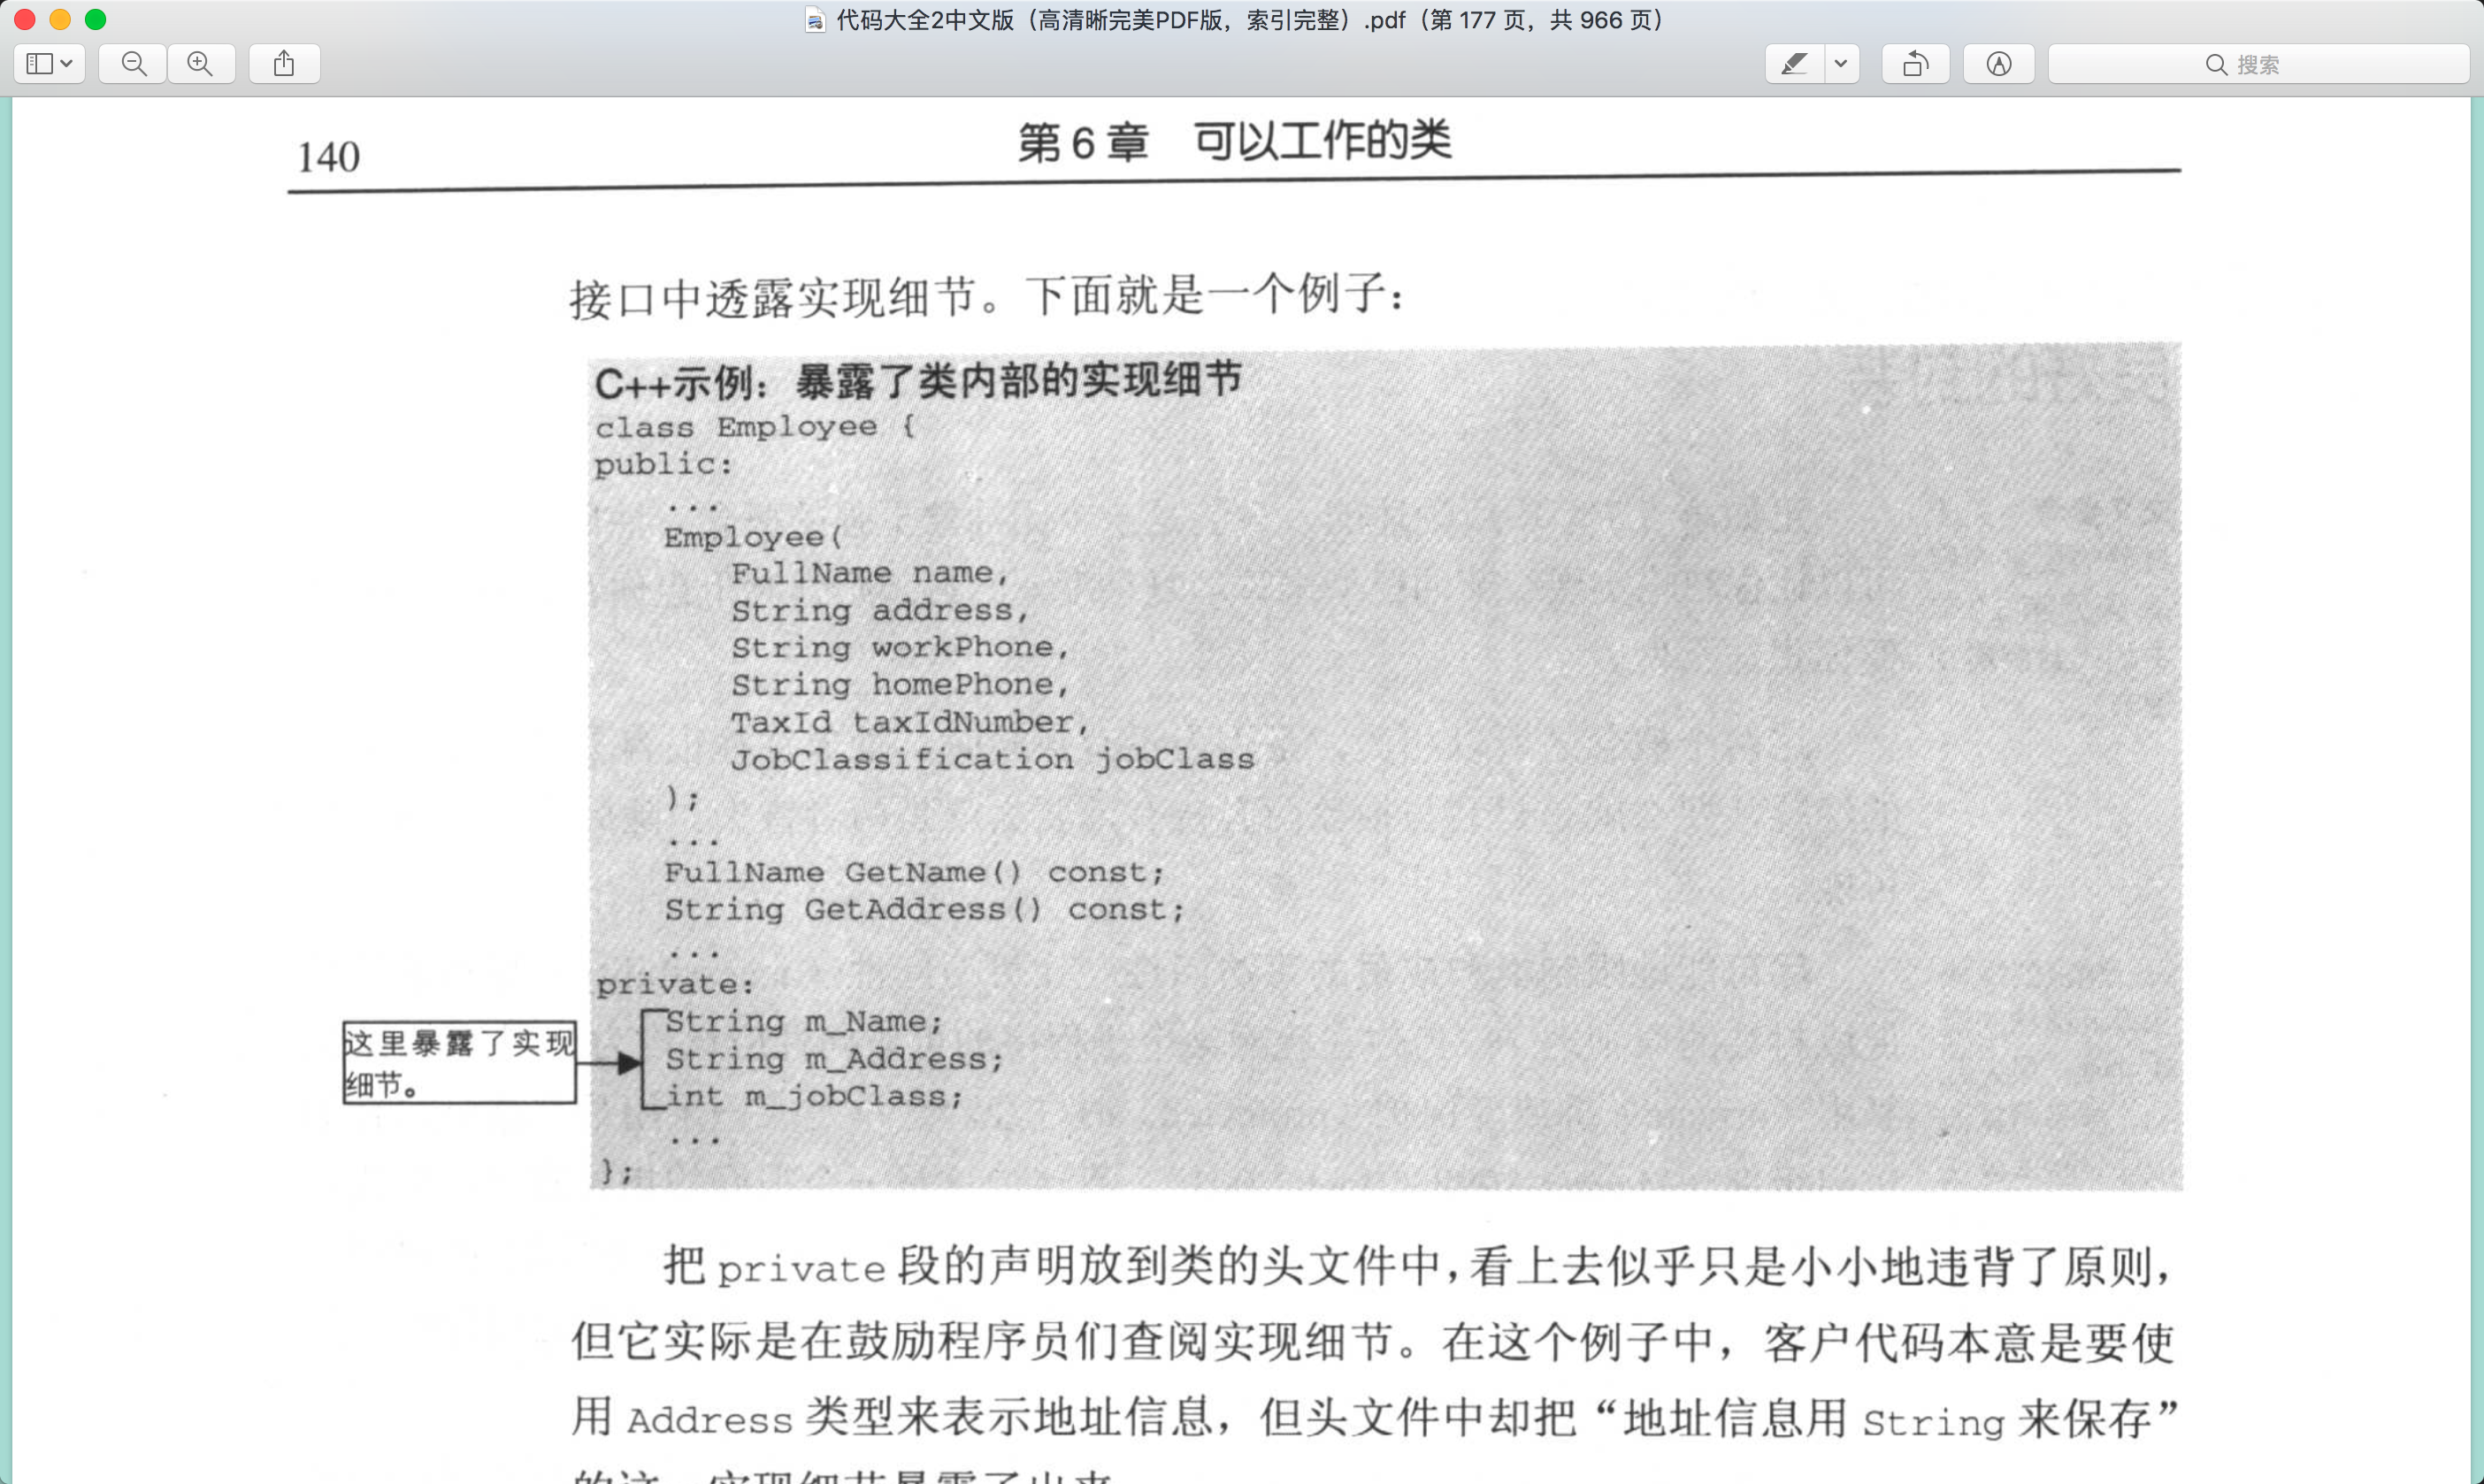 代码大全2中文版（高清晰完美PDF版，索引完整）.pdf（第 177 页，共 966 页）
搜索
140
第 6 章　可以工作的类
接口中透露实现细节。下面就是一个例子：
C++示例：暴露了类内部的实现细节
class Employee {
public:
...
Employee(
FullName name,
String address,
String workPhone,
String homePhone,
TaxId taxIdNumber,
JobClassification jobClass
);
...
FullName GetName() const;
String GetAddress() const;
...
private:
String m_Name;
String m_Address;
int m_jobClass;
...
};
这里暴露了实现
细节。
把 private 段的声明放到类的头文件中，看上去似乎只是小小地违背了原则，
但它实际是在鼓励程序员们查阅实现细节。在这个例子中，客户代码本意是要使
用 Address 类型来表示地址信息，但头文件中却把“地址信息用 String 来保存”